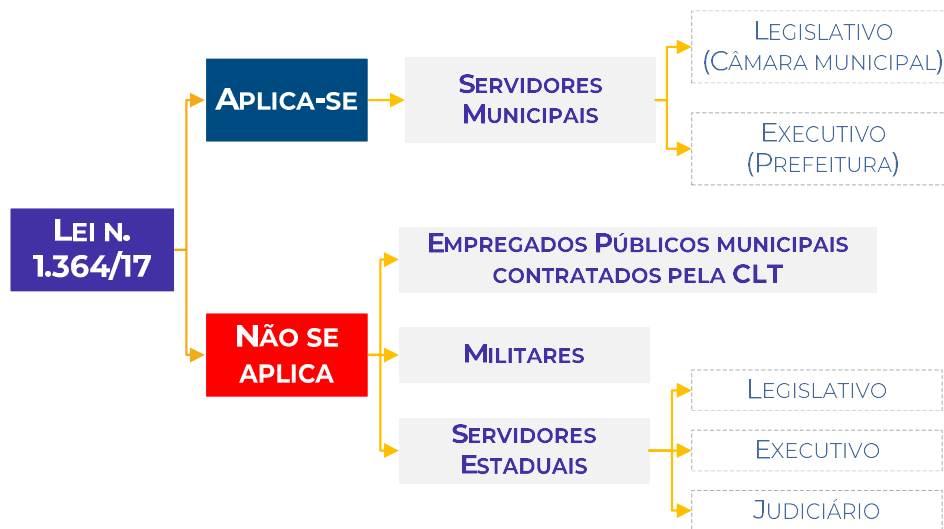 LEI N.
1.364/17
APLICA-SE
SERVIDORES
MUNICIPAIS
LEGISLATIVO
(CÂMARA MUNICIPAL)
EXECUTIVO
(PREFEITURA)
NÃO SE
APLICA
EMPREGADOS PÚBLICOS MUNICIPAIS
CONTRATADOS PELA CLT
MILITARES
SERVIDORES
ESTADUAIS
LEGISLATIVO
EXECUTIVO
JUDICIÁRIO